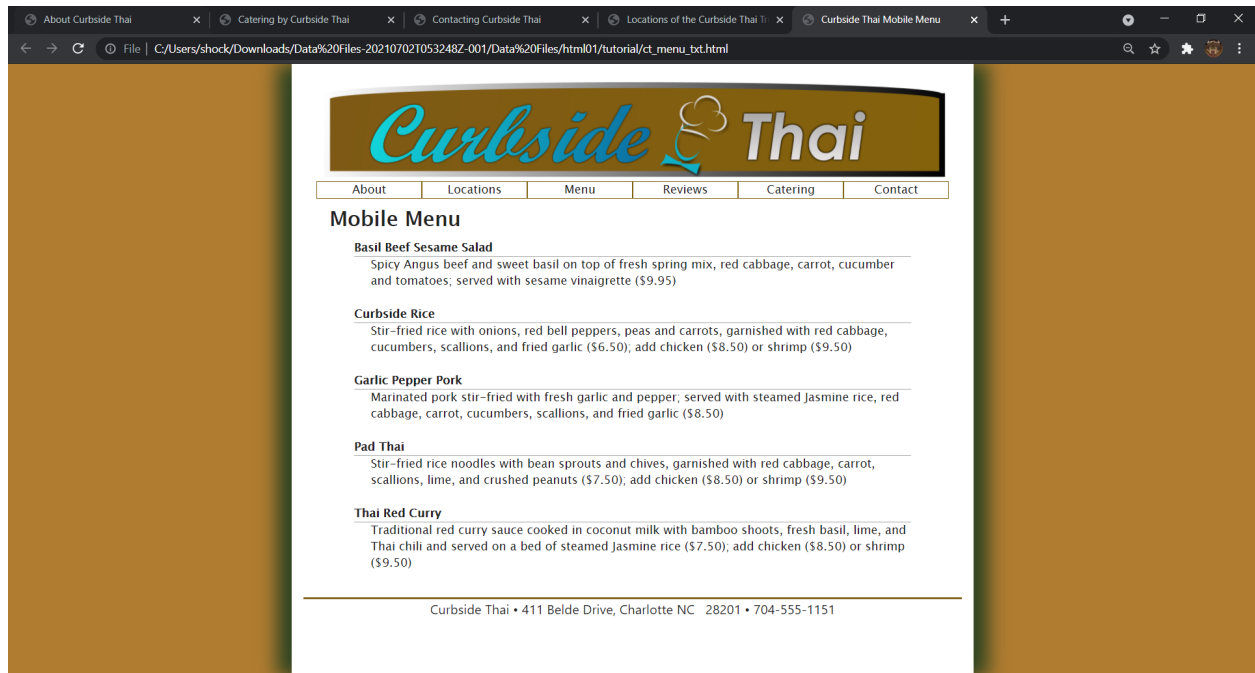 About Curbside Thai
Catering by Curbside Thai
Contacting Curbside Thai
Locations of the Curbside Thai Tr
Curbside Thai Mobile Menu
File | C:/Users/shock/Downloads/Data%20Files-20210702T053248Z-001/Data%20Files/html01/tutorial/ct_menu_txt.html
Curbside Thai
About Locations Menu Reviews Catering Contact
Mobile Menu
Basil Beef Sesame Salad
Spicy Angus beef and sweet basil on top of fresh spring mix, red cabbage, carrot, cucumber
and tomatoes; served with sesame vinaigrette ($9.95)
Curbside Rice
Stir-fried rice with onions, red bell peppers, peas and carrots, garnished with red cabbage,
cucumbers, scallions, and fried garlic ($6.50); add chicken ($8.50) or shrimp ($9.50)
Garlic Pepper Pork
Marinated pork stir-fried with fresh garlic and pepper; served with steamed Jasmine rice, red
cabbage, carrot, cucumbers, scallions, and fried garlic ($8.50)
Pad Thai
Stir-fried rice noodles with bean sprouts and chives, garnished with red cabbage, carrot,
scallions, lime, and crushed peanuts ($7.50); add chicken ($8.50) or shrimp ($9.50)
Thai Red Curry
Traditional red curry sauce cooked in coconut milk with bamboo shoots, fresh basil, lime, and
Thai chili and served on a bed of steamed Jasmine rice ($7.50); add chicken ($8.50) or shrimp
($9.50)
Curbside Thai • 411 Belde Drive, Charlotte NC 28201 • 704-555-1151